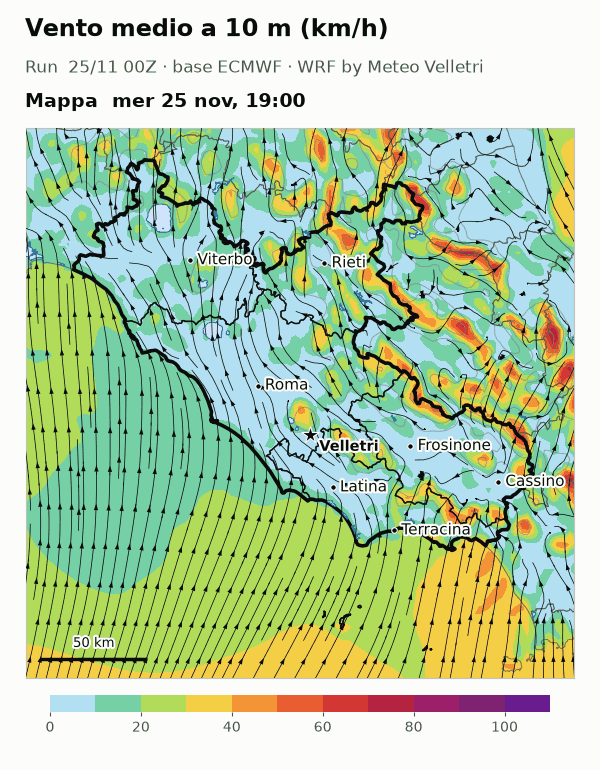 Vento medio a 10 m (km/h)
Run  25/11 00Z · base ECMWF · WRF by Meteo Velletri
Mappa  mer 25 nov, 19:00
Viterbo
Rieti
Roma
Velletri
Frosinone
Latina
Cassino
Terracina
50 km
0 20 40 60 80 100